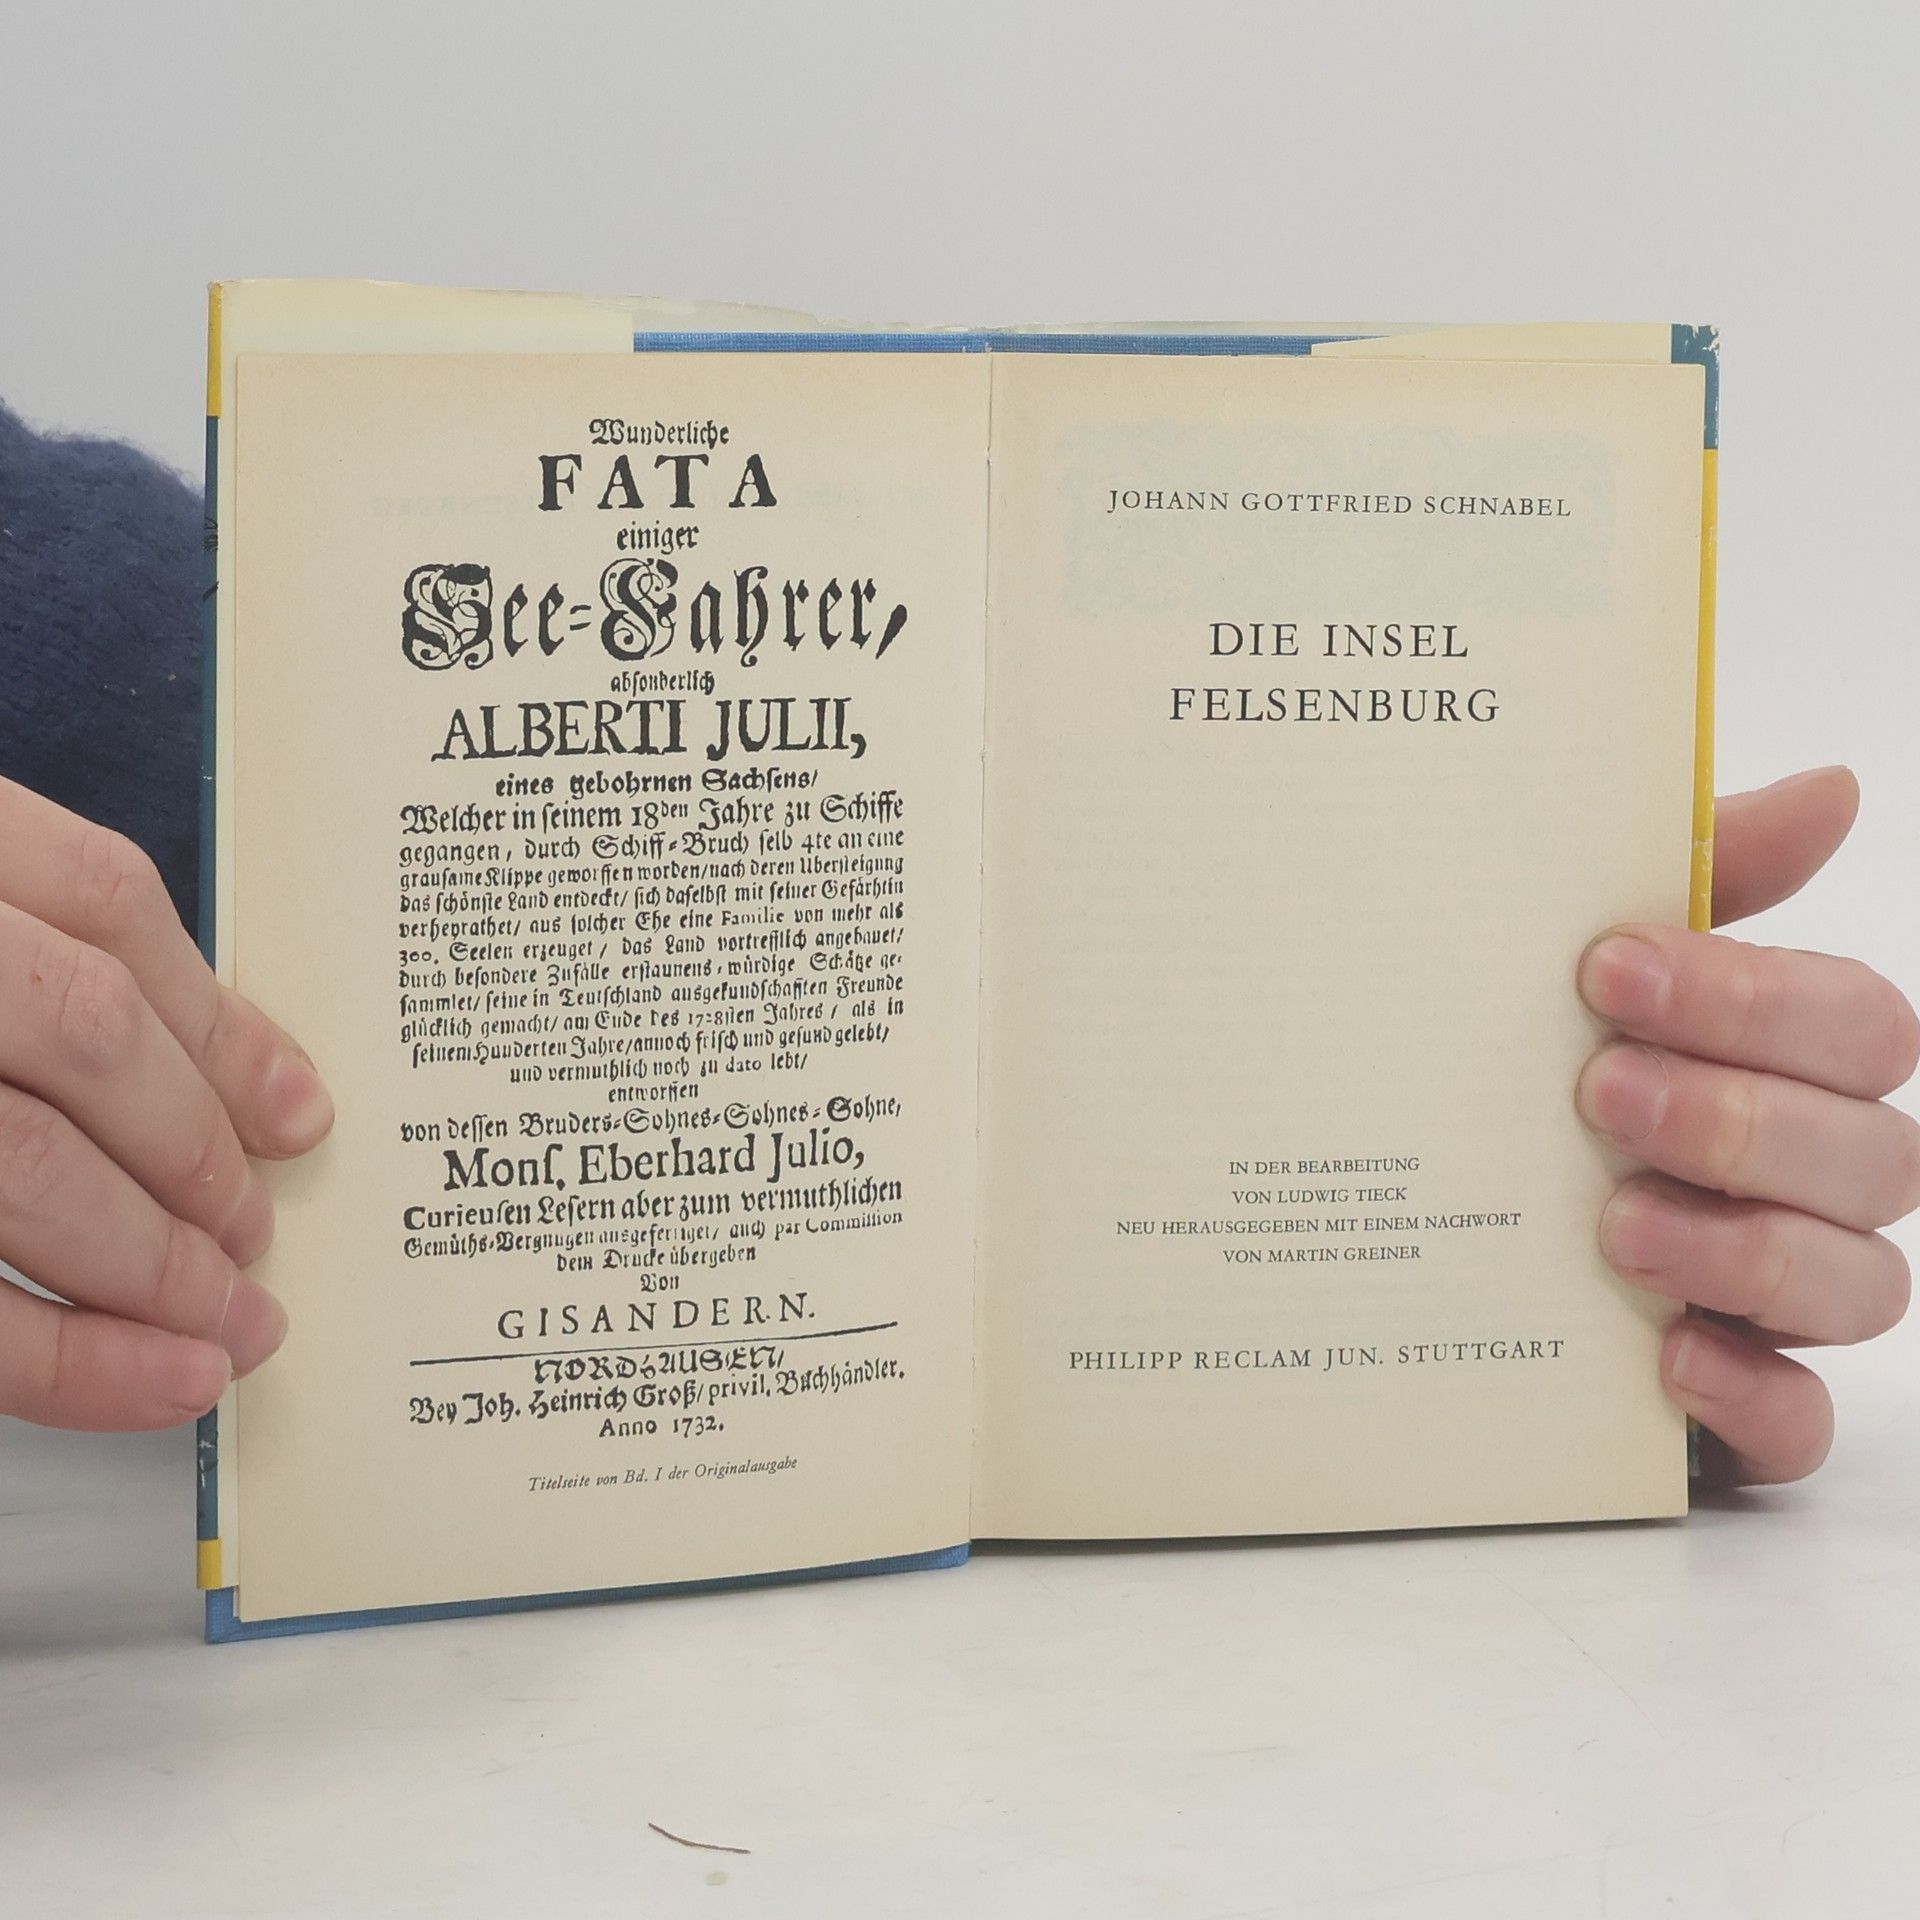 Wunderliche
FATA
einiger
See=Fahrer,
absonderlich
ALBERTI JULII,
eines gebohrnen Sachsens/
Welcher in seinem 18den Jahre zu Schiffe
gegangen, durch Schiff=Bruch selb 4te an eine
grausame Klippe geworffen worden/nach deren Ubersteigung
das schönste Land entdeckt/ sich daselbst mit seiner Gefährtin
verheyrathet/ aus solcher Ehe eine Familie von mehr als
300. Seelen erzeuget/ das Land vortrefflich angebauet/
durch besondere Zufälle erstaunens=würdige Schätze ge=
sammlet/ seine in Teutschland ausgekundschafften Freunde
glücklich gemacht/ am Ende des 1728sten Jahres/ als in
seinem Hunderten Jahre/annoch frisch und gesund gelebt/
und vermuthlich noch zu dato lebt/
entworffen
von dessen Bruders=Sohnes=Sohnes=Sohne,
Mons. Eberhard Julio,
Curieusen Lesern aber zum vermuthlichen
Gemüths=Vergnügen ausgefertiget/ auch par Commission
dem Drucke übergeben
Von
GISANDERN.
NORDHAUSEN/
Bey Joh. Heinrich Groß/ privil. Buchhändler.
Anno 1732.
Titelseite von Bd. I der Originalausgabe
JOHANN GOTTFRIED SCHNABEL
DIE INSEL
FELSENBURG
IN DER BEARBEITUNG
VON LUDWIG TIECK
NEU HERAUSGEGEBEN MIT EINEM NACHWORT
VON MARTIN GREINER
PHILIPP RECLAM JUN. STUTTGART